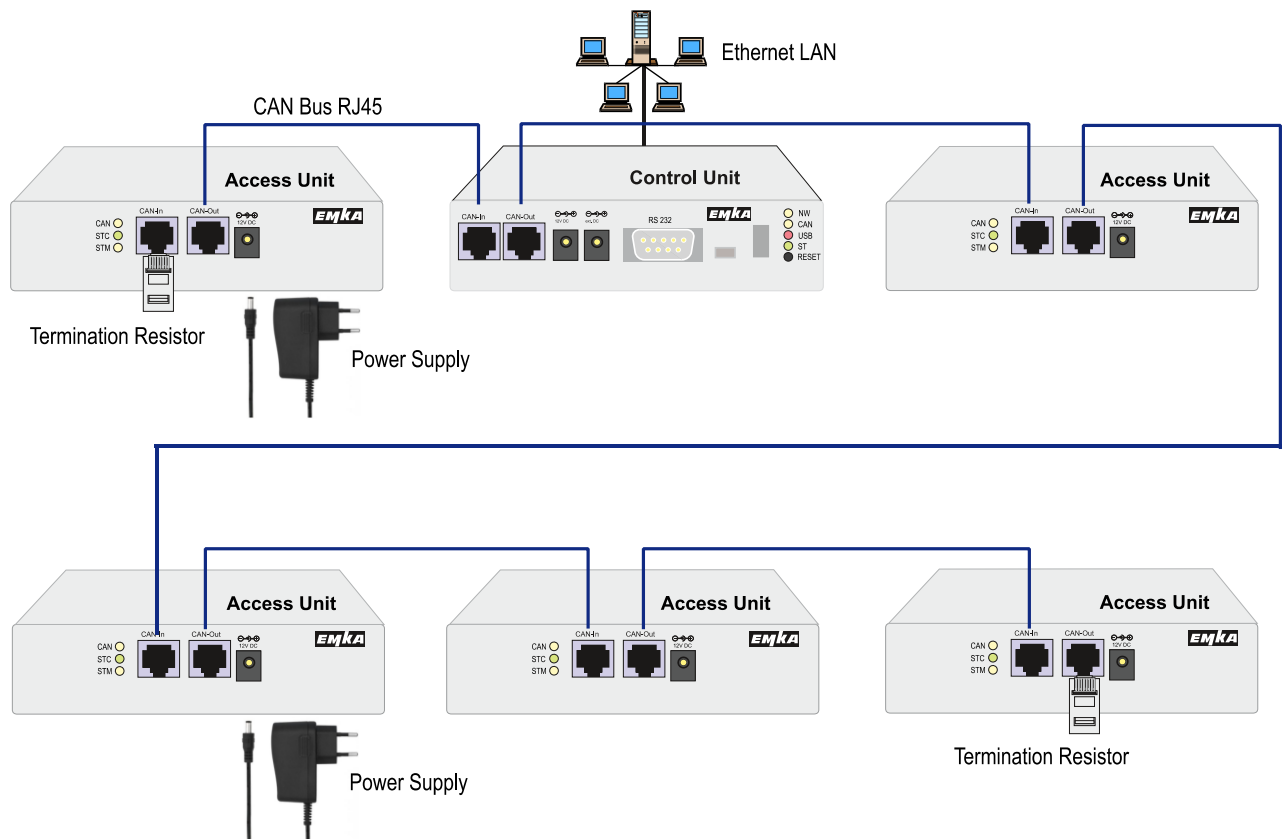 Ethernet LAN
CAN Bus RJ45
Access Unit
CAN-In
CAN-Out
12V DC
EMKA
CAN
STC
STM
Termination Resistor
Power Supply
Control Unit
CAN-In
CAN-Out
12V DC
ext. DC
RS 232
EMKA
NW
CAN
USB
ST
RESET
Access Unit
CAN-In
CAN-Out
12V DC
EMKA
CAN
STC
STM
Access Unit
CAN-In
CAN-Out
12V DC
EMKA
CAN
STC
STM
Power Supply
Access Unit
CAN-In
CAN-Out
12V DC
EMKA
CAN
STC
STM
Access Unit
CAN-In
CAN-Out
12V DC
EMKA
CAN
STC
STM
Termination Resistor